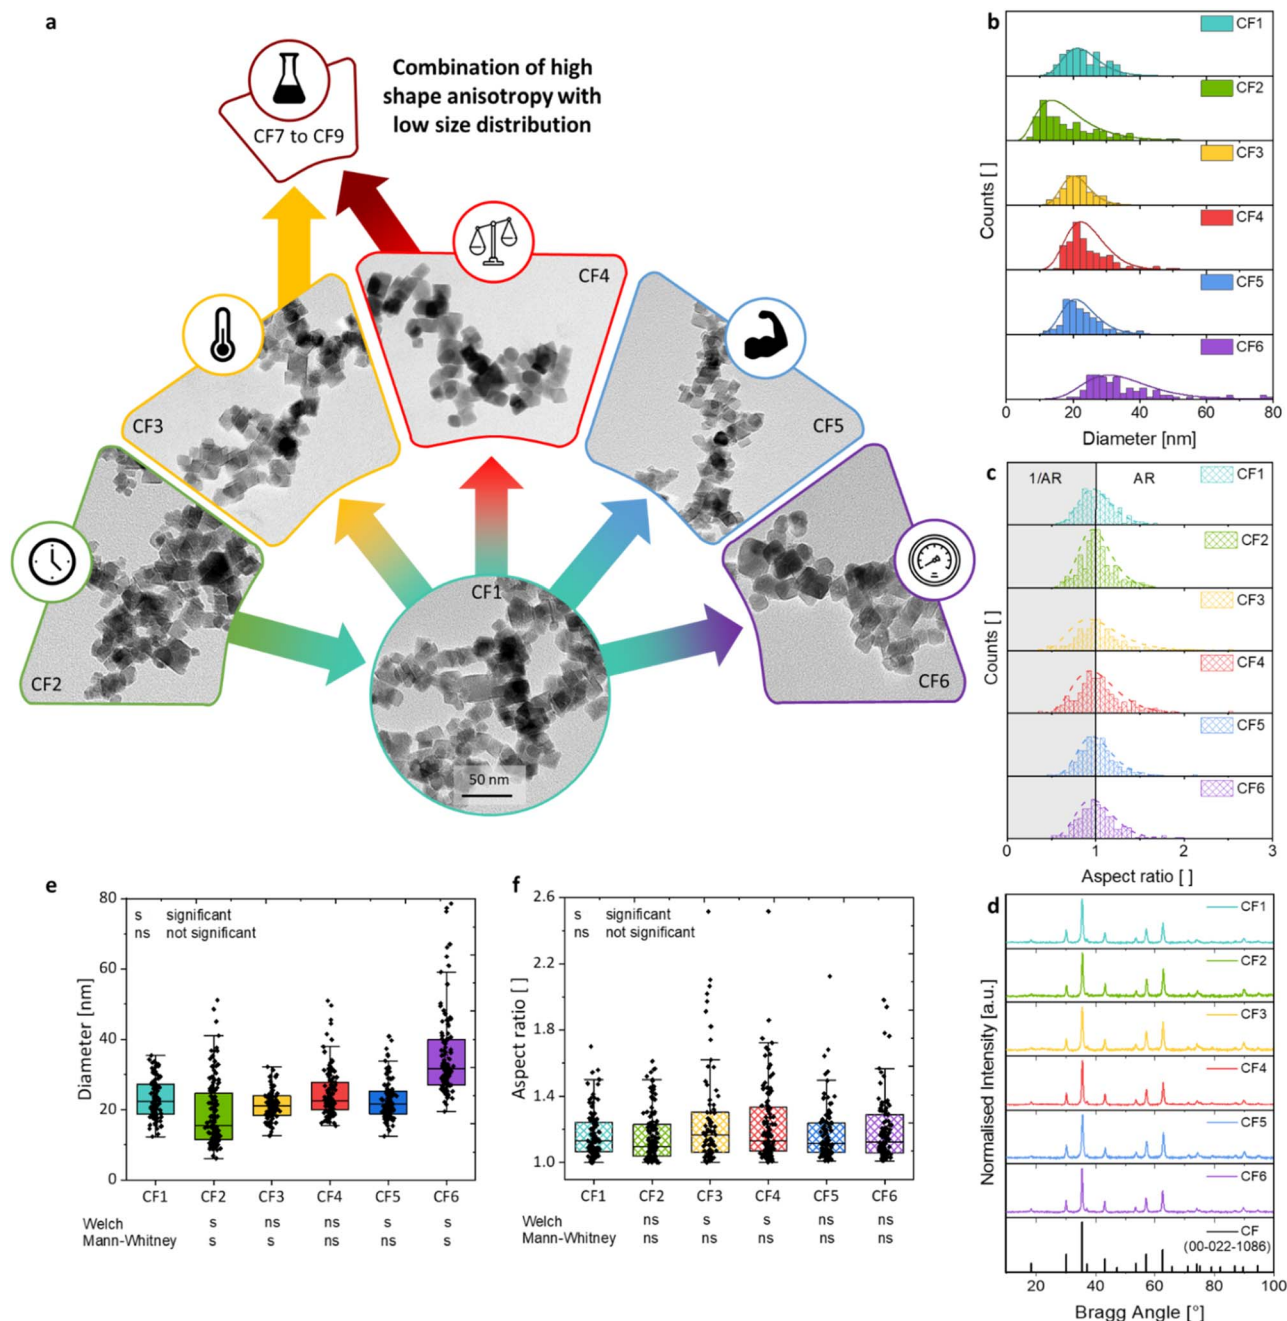 a
Combination of high
shape anisotropy with
low size distribution
CF7 to CF9
CF4
CF3
CF5
CF2
CF1
CF6
50 nm
b
CF1
CF2
CF3
CF4
CF5
CF6
Counts [ ]
0 20 40 60 80
Diameter [nm]
c
1/AR AR
CF1
CF2
CF3
CF4
CF5
CF6
Counts [ ]
0 1 2 3
Aspect ratio [ ]
d
CF1
CF2
CF3
CF4
CF5
CF6
CF
(00-022-1086)
Normalised Intensity [a.u.]
20 40 60 80 100
Bragg Angle [°]
e
80
60
40
20
0
Diameter [nm]
s significant
ns not significant
CF1 CF2 CF3 CF4 CF5 CF6
Welch s ns ns ns s
Mann-Whitney s s ns s s
f
2.6
2.2
1.8
1.4
1.0
Aspect ratio [ ]
s significant
ns not significant
CF1 CF2 CF3 CF4 CF5 CF6
Welch ns s s ns ns
Mann-Whitney ns ns ns ns ns